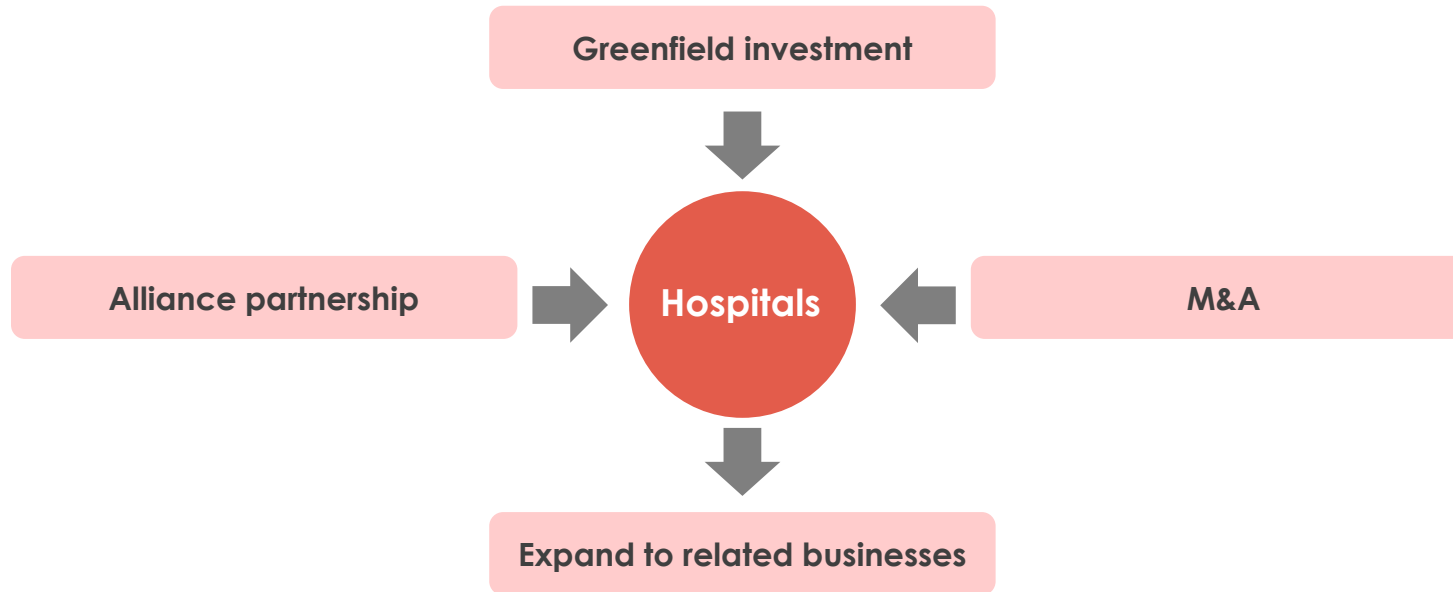 Greenfield investment
Alliance partnership
Hospitals
M&A
Expand to related businesses